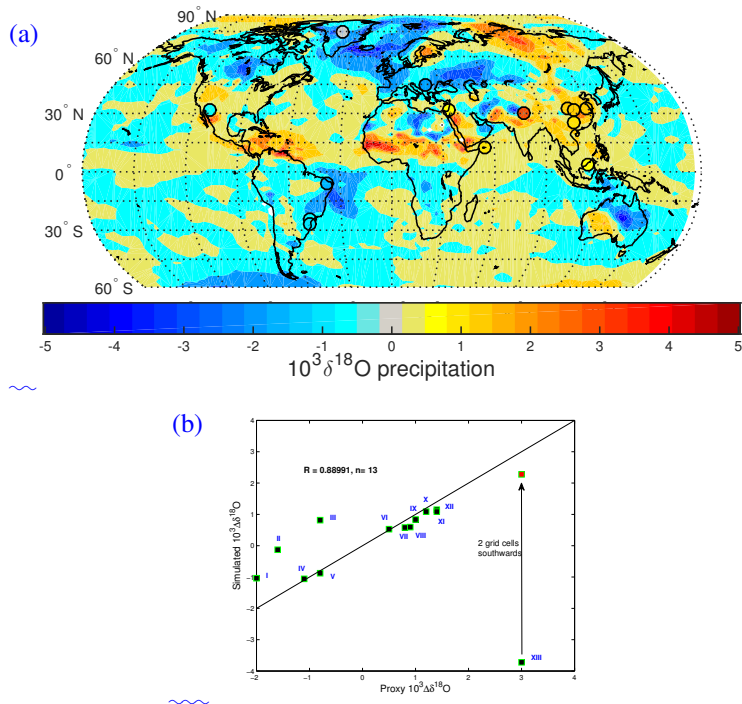 (a)
90° N
60° N
30° N
0°
30° S
60° S
-5 -4 -3 -2 -1 0 1 2 3 4 5
10³δ¹⁸O precipitation
(b)
R = 0.88991, n= 13
4
3
2
1
0
−1
−2
−3
−4
Simulated 10³Δδ¹⁸O
I
II
III
IV
V
VI
VII
VIII
IX
X
XI
XII
XIII
2 grid cells
southwards
−2 −1 0 1 2 3 4
Proxy 10³Δδ¹⁸O